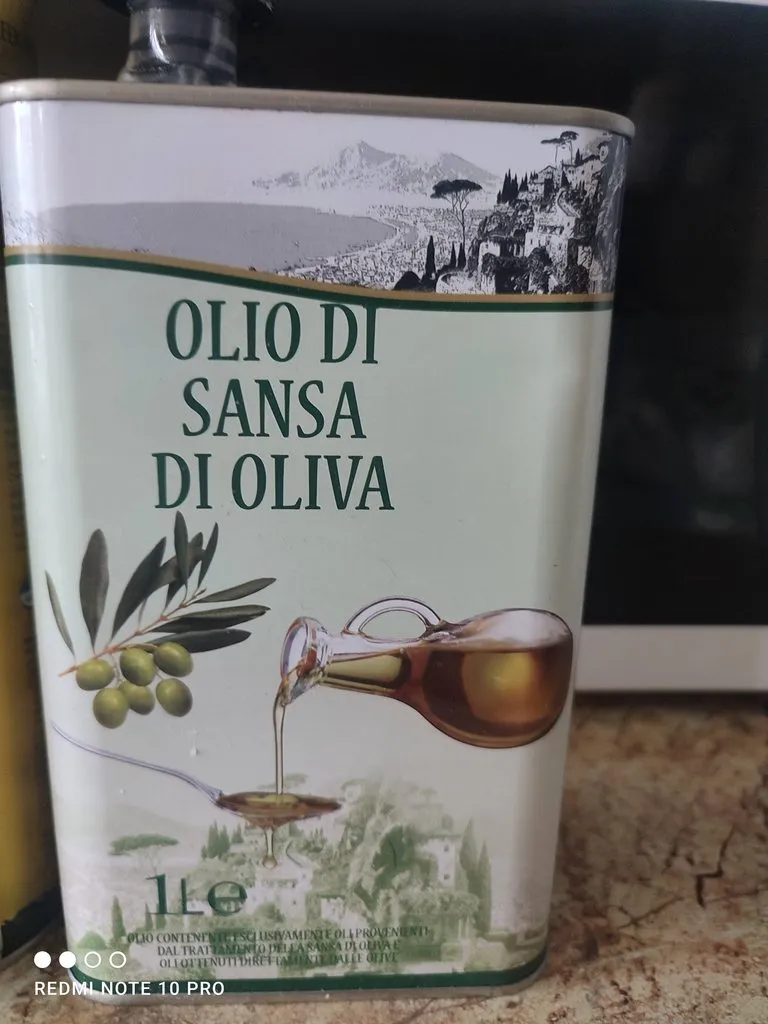 OLIO DI
SANSA
DI OLIVA
1L e
OLIO CONTENENTE ESCLUSIVAMENTE OLI PROVENIENTI
DAL TRATTAMENTO DELLA SANSA DI OLIVA E
OLI OTTENUTI DIRETTAMENTE DALLE OLIVE
REDMI NOTE 10 PRO